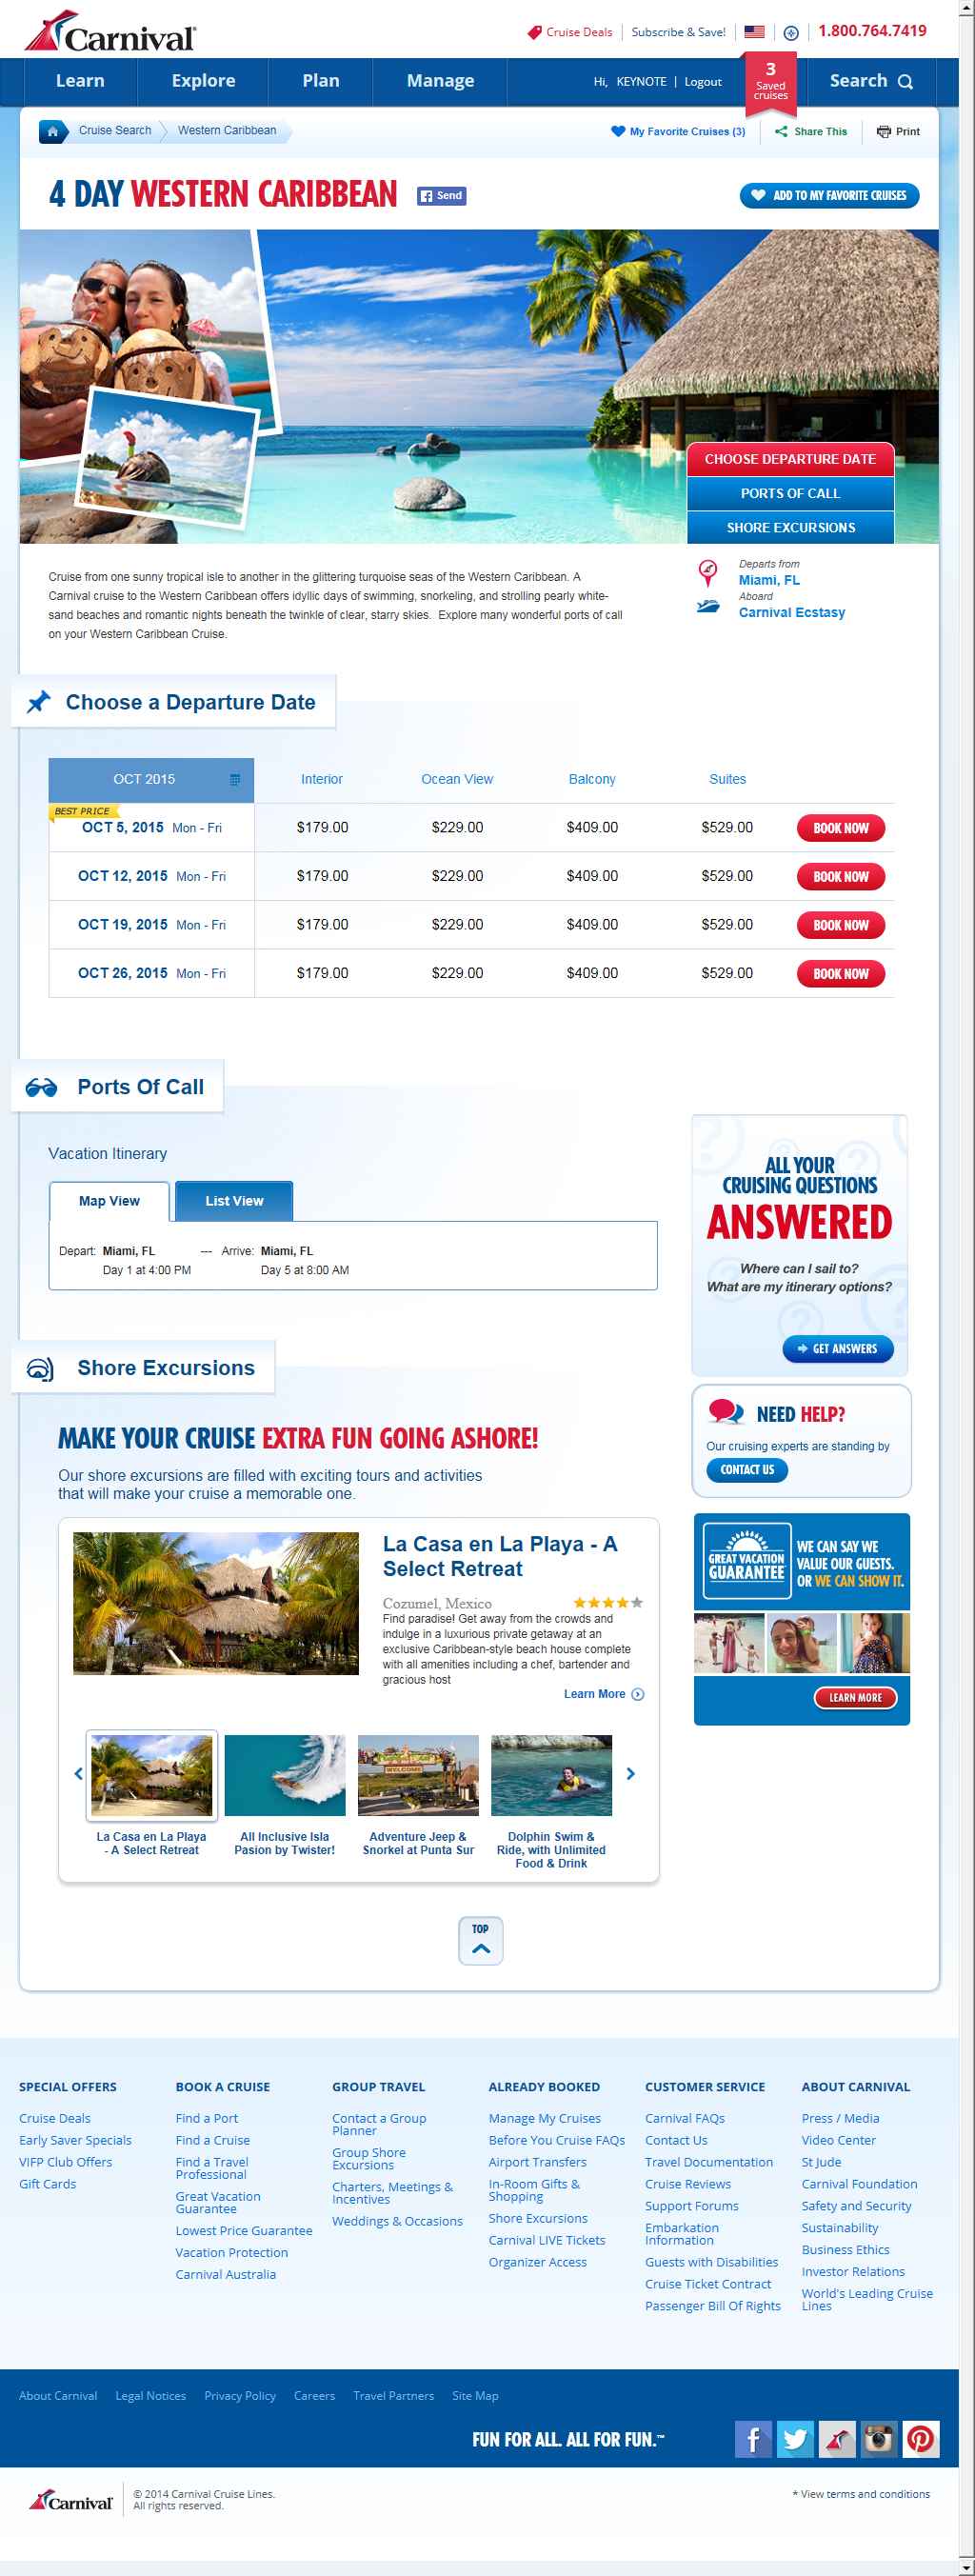 Carnival
Cruise Deals
Subscribe & Save!
1.800.764.7419
Learn
Explore
Plan
Manage
Hi, KEYNOTE | Logout
3
Saved
cruises
Search
Cruise Search
Western Caribbean
My Favorite Cruises (3)
Share This
Print
4 DAY WESTERN CARIBBEAN
Send
ADD TO MY FAVORITE CRUISES
CHOOSE DEPARTURE DATE
PORTS OF CALL
SHORE EXCURSIONS
Cruise from one sunny tropical isle to another in the glittering turquoise seas of the Western Caribbean. A
Carnival cruise to the Western Caribbean offers idyllic days of swimming, snorkeling, and strolling pearly white-
sand beaches and romantic nights beneath the twinkle of clear, starry skies. Explore many wonderful ports of call
on your Western Caribbean Cruise.
Departs from
Miami, FL
Aboard
Carnival Ecstasy
Choose a Departure Date
OCT 2015 Interior Ocean View Balcony Suites
BEST PRICE
OCT 5, 2015 Mon - Fri $179.00 $229.00 $409.00 $529.00 BOOK NOW
OCT 12, 2015 Mon - Fri $179.00 $229.00 $409.00 $529.00 BOOK NOW
OCT 19, 2015 Mon - Fri $179.00 $229.00 $409.00 $529.00 BOOK NOW
OCT 26, 2015 Mon - Fri $179.00 $229.00 $409.00 $529.00 BOOK NOW
Ports Of Call
Vacation Itinerary
Map View
List View
Depart: Miami, FL --- Arrive: Miami, FL
Day 1 at 4:00 PM Day 5 at 8:00 AM
ALL YOUR
CRUISING QUESTIONS
ANSWERED
Where can I sail to?
What are my itinerary options?
GET ANSWERS
NEED HELP?
Our cruising experts are standing by
CONTACT US
GREAT VACATION
GUARANTEE
WE CAN SAY WE
VALUE OUR GUESTS.
OR WE CAN SHOW IT.
LEARN MORE
Shore Excursions
MAKE YOUR CRUISE EXTRA FUN GOING ASHORE!
Our shore excursions are filled with exciting tours and activities
that will make your cruise a memorable one.
La Casa en La Playa - A
Select Retreat
Cozumel, Mexico
Find paradise! Get away from the crowds and
indulge in a luxurious private getaway at an
exclusive Caribbean-style beach house complete
with all amenities including a chef, bartender and
gracious host
Learn More
WELCOME
La Casa en La Playa
- A Select Retreat
All Inclusive Isla
Pasion by Twister!
Adventure Jeep &
Snorkel at Punta Sur
Dolphin Swim &
Ride, with Unlimited
Food & Drink
TOP
SPECIAL OFFERS
Cruise Deals
Early Saver Specials
VIFP Club Offers
Gift Cards
BOOK A CRUISE
Find a Port
Find a Cruise
Find a Travel
Professional
Great Vacation
Guarantee
Lowest Price Guarantee
Vacation Protection
Carnival Australia
GROUP TRAVEL
Contact a Group
Planner
Group Shore
Excursions
Charters, Meetings &
Incentives
Weddings & Occasions
ALREADY BOOKED
Manage My Cruises
Before You Cruise FAQs
Airport Transfers
In-Room Gifts &
Shopping
Shore Excursions
Carnival LIVE Tickets
Organizer Access
CUSTOMER SERVICE
Carnival FAQs
Contact Us
Travel Documentation
Cruise Reviews
Support Forums
Embarkation
Information
Guests with Disabilities
Cruise Ticket Contract
Passenger Bill Of Rights
ABOUT CARNIVAL
Press / Media
Video Center
St Jude
Carnival Foundation
Safety and Security
Sustainability
Business Ethics
Investor Relations
World's Leading Cruise
Lines
About Carnival Legal Notices Privacy Policy Careers Travel Partners Site Map
FUN FOR ALL. ALL FOR FUN.™
Carnival
© 2014 Carnival Cruise Lines.
All rights reserved.
* View terms and conditions